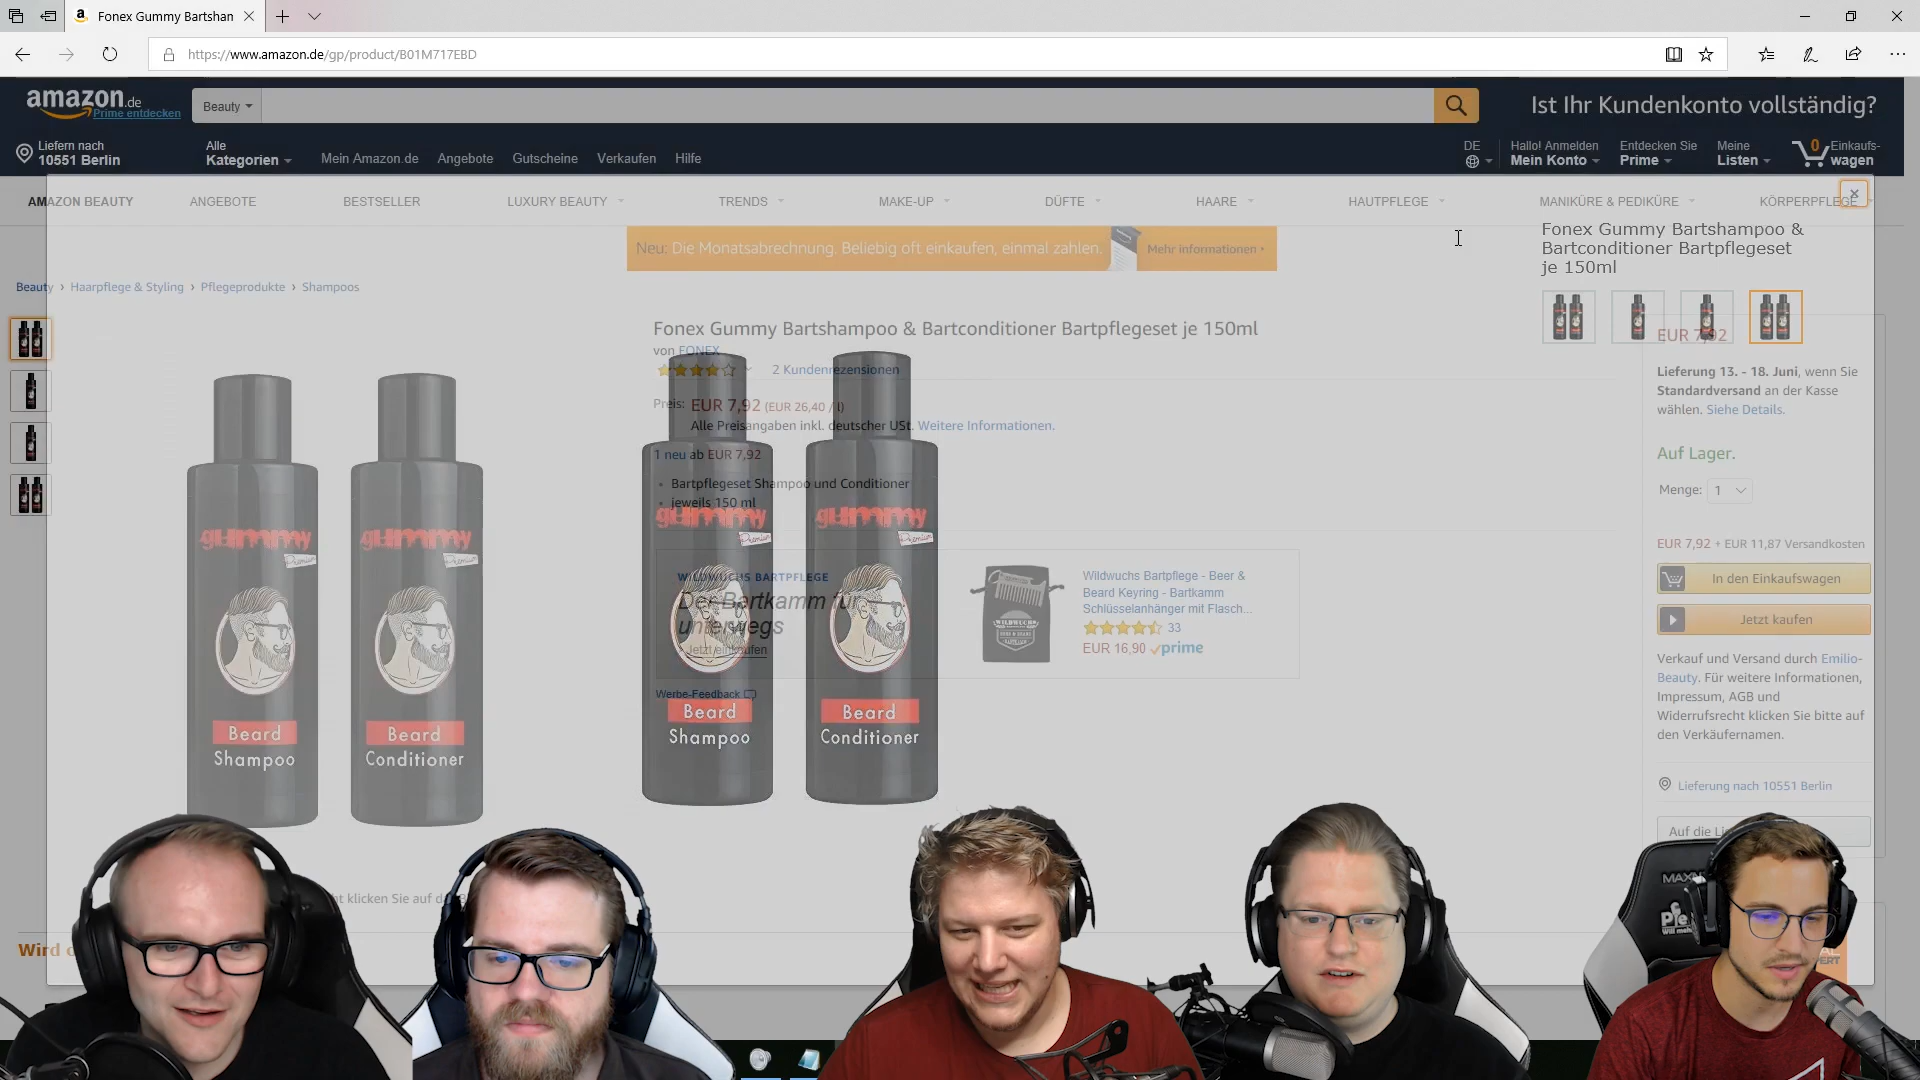 Fonex Gummy Bartshan
https://www.amazon.de/gp/product/B01M717EBD
amazon.de
Prime entdecken
Beauty
Ist Ihr Kundenkonto vollständig?
Liefern nach
10551 Berlin
Alle
Kategorien
Mein Amazon.de
Angebote
Gutscheine
Verkaufen
Hilfe
DE
Hallo! Anmelden
Mein Konto
Entdecken Sie
Prime
Meine
Listen
0
Einkaufs-
wagen
AMAZON BEAUTY
ANGEBOTE
BESTSELLER
LUXURY BEAUTY
TRENDS
MAKE-UP
DÜFTE
HAARE
HAUTPFLEGE
MANIKÜRE & PEDIKÜRE
KÖRPERPFLEGE
Neu: Die Monatsabrechnung. Beliebig oft einkaufen, einmal zahlen.
Mehr informationen
Fonex Gummy Bartshampoo &
Bartconditioner Bartpflegeset
je 150ml
Beauty › Haarpflege & Styling › Pflegeprodukte › Shampoos
Fonex Gummy Bartshampoo & Bartconditioner Bartpflegeset je 150ml
von FONEX
2 Kundenrezensionen
Preis: EUR 7,92 (EUR 26,40 / l)
Alle Preisangaben inkl. deutscher USt. Weitere Informationen.
1 neu ab EUR 7,92
Bartpflegeset Shampoo und Conditioner
jeweils 150 ml
gummy
Premium
Beard
Shampoo
gummy
Premium
Beard
Conditioner
gummy
Premium
Beard
Shampoo
gummy
Premium
Beard
Conditioner
WILDWUCHS BARTPFLEGE
Der Bartkamm für
unterwegs
Jetzt einkaufen
WILDWUCHS
Wildwuchs Bartpflege - Beer &
Beard Keyring - Bartkamm
Schlüsselanhänger mit Flasch...
33
EUR 16,90 prime
Werbe-Feedback
EUR 7,92
Lieferung 13. - 18. Juni, wenn Sie
Standardversand an der Kasse
wählen. Siehe Details.
Auf Lager.
Menge: 1
EUR 7,92 + EUR 11,87 Versandkosten
In den Einkaufswagen
Jetzt kaufen
Verkauf und Versand durch Emilio-
Beauty. Für weitere Informationen,
Impressum, AGB und
Widerrufsrecht klicken Sie bitte auf
den Verkäufernamen.
Lieferung nach 10551 Berlin
Auf die
klicken Sie auf
Wird